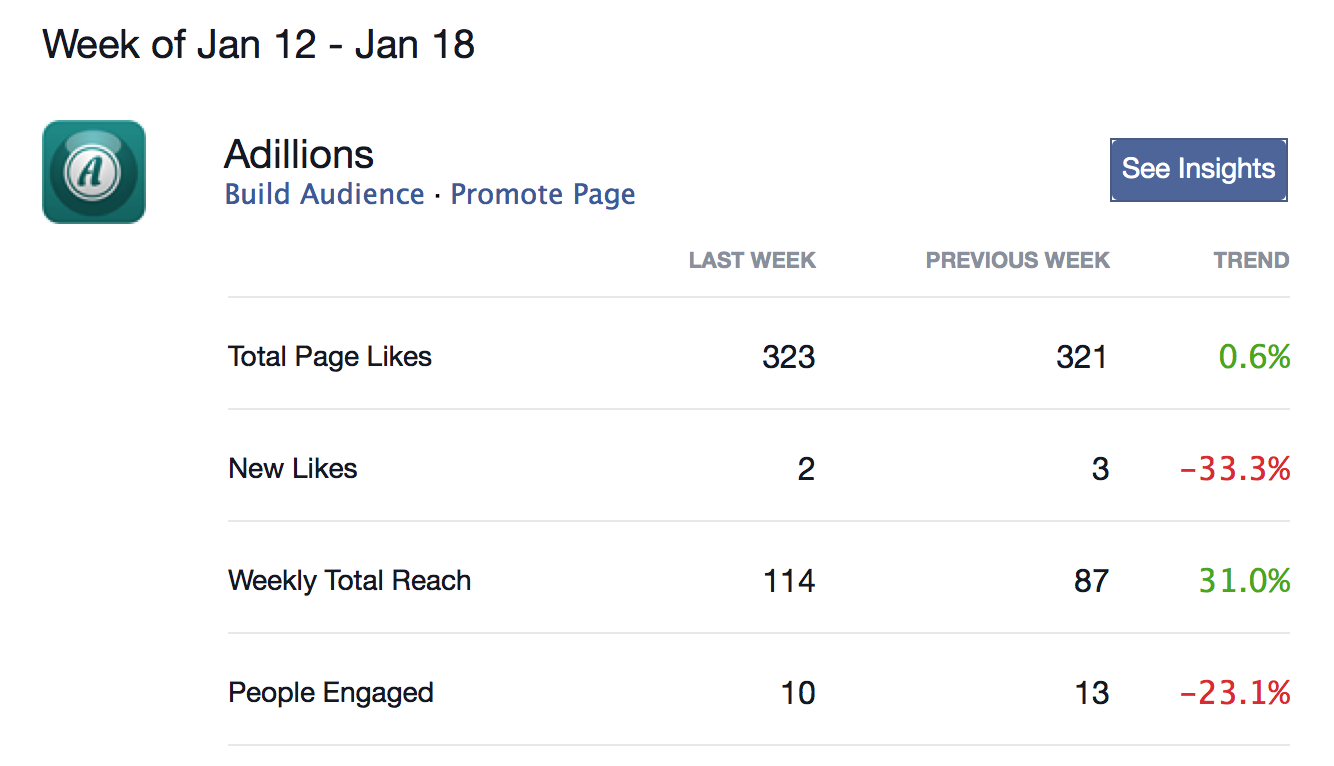 Week of Jan 12 - Jan 18
A
Adillions
Build Audience · Promote Page
See Insights
LAST WEEK PREVIOUS WEEK TREND
Total Page Likes 323 321 0.6%
New Likes 2 3 -33.3%
Weekly Total Reach 114 87 31.0%
People Engaged 10 13 -23.1%